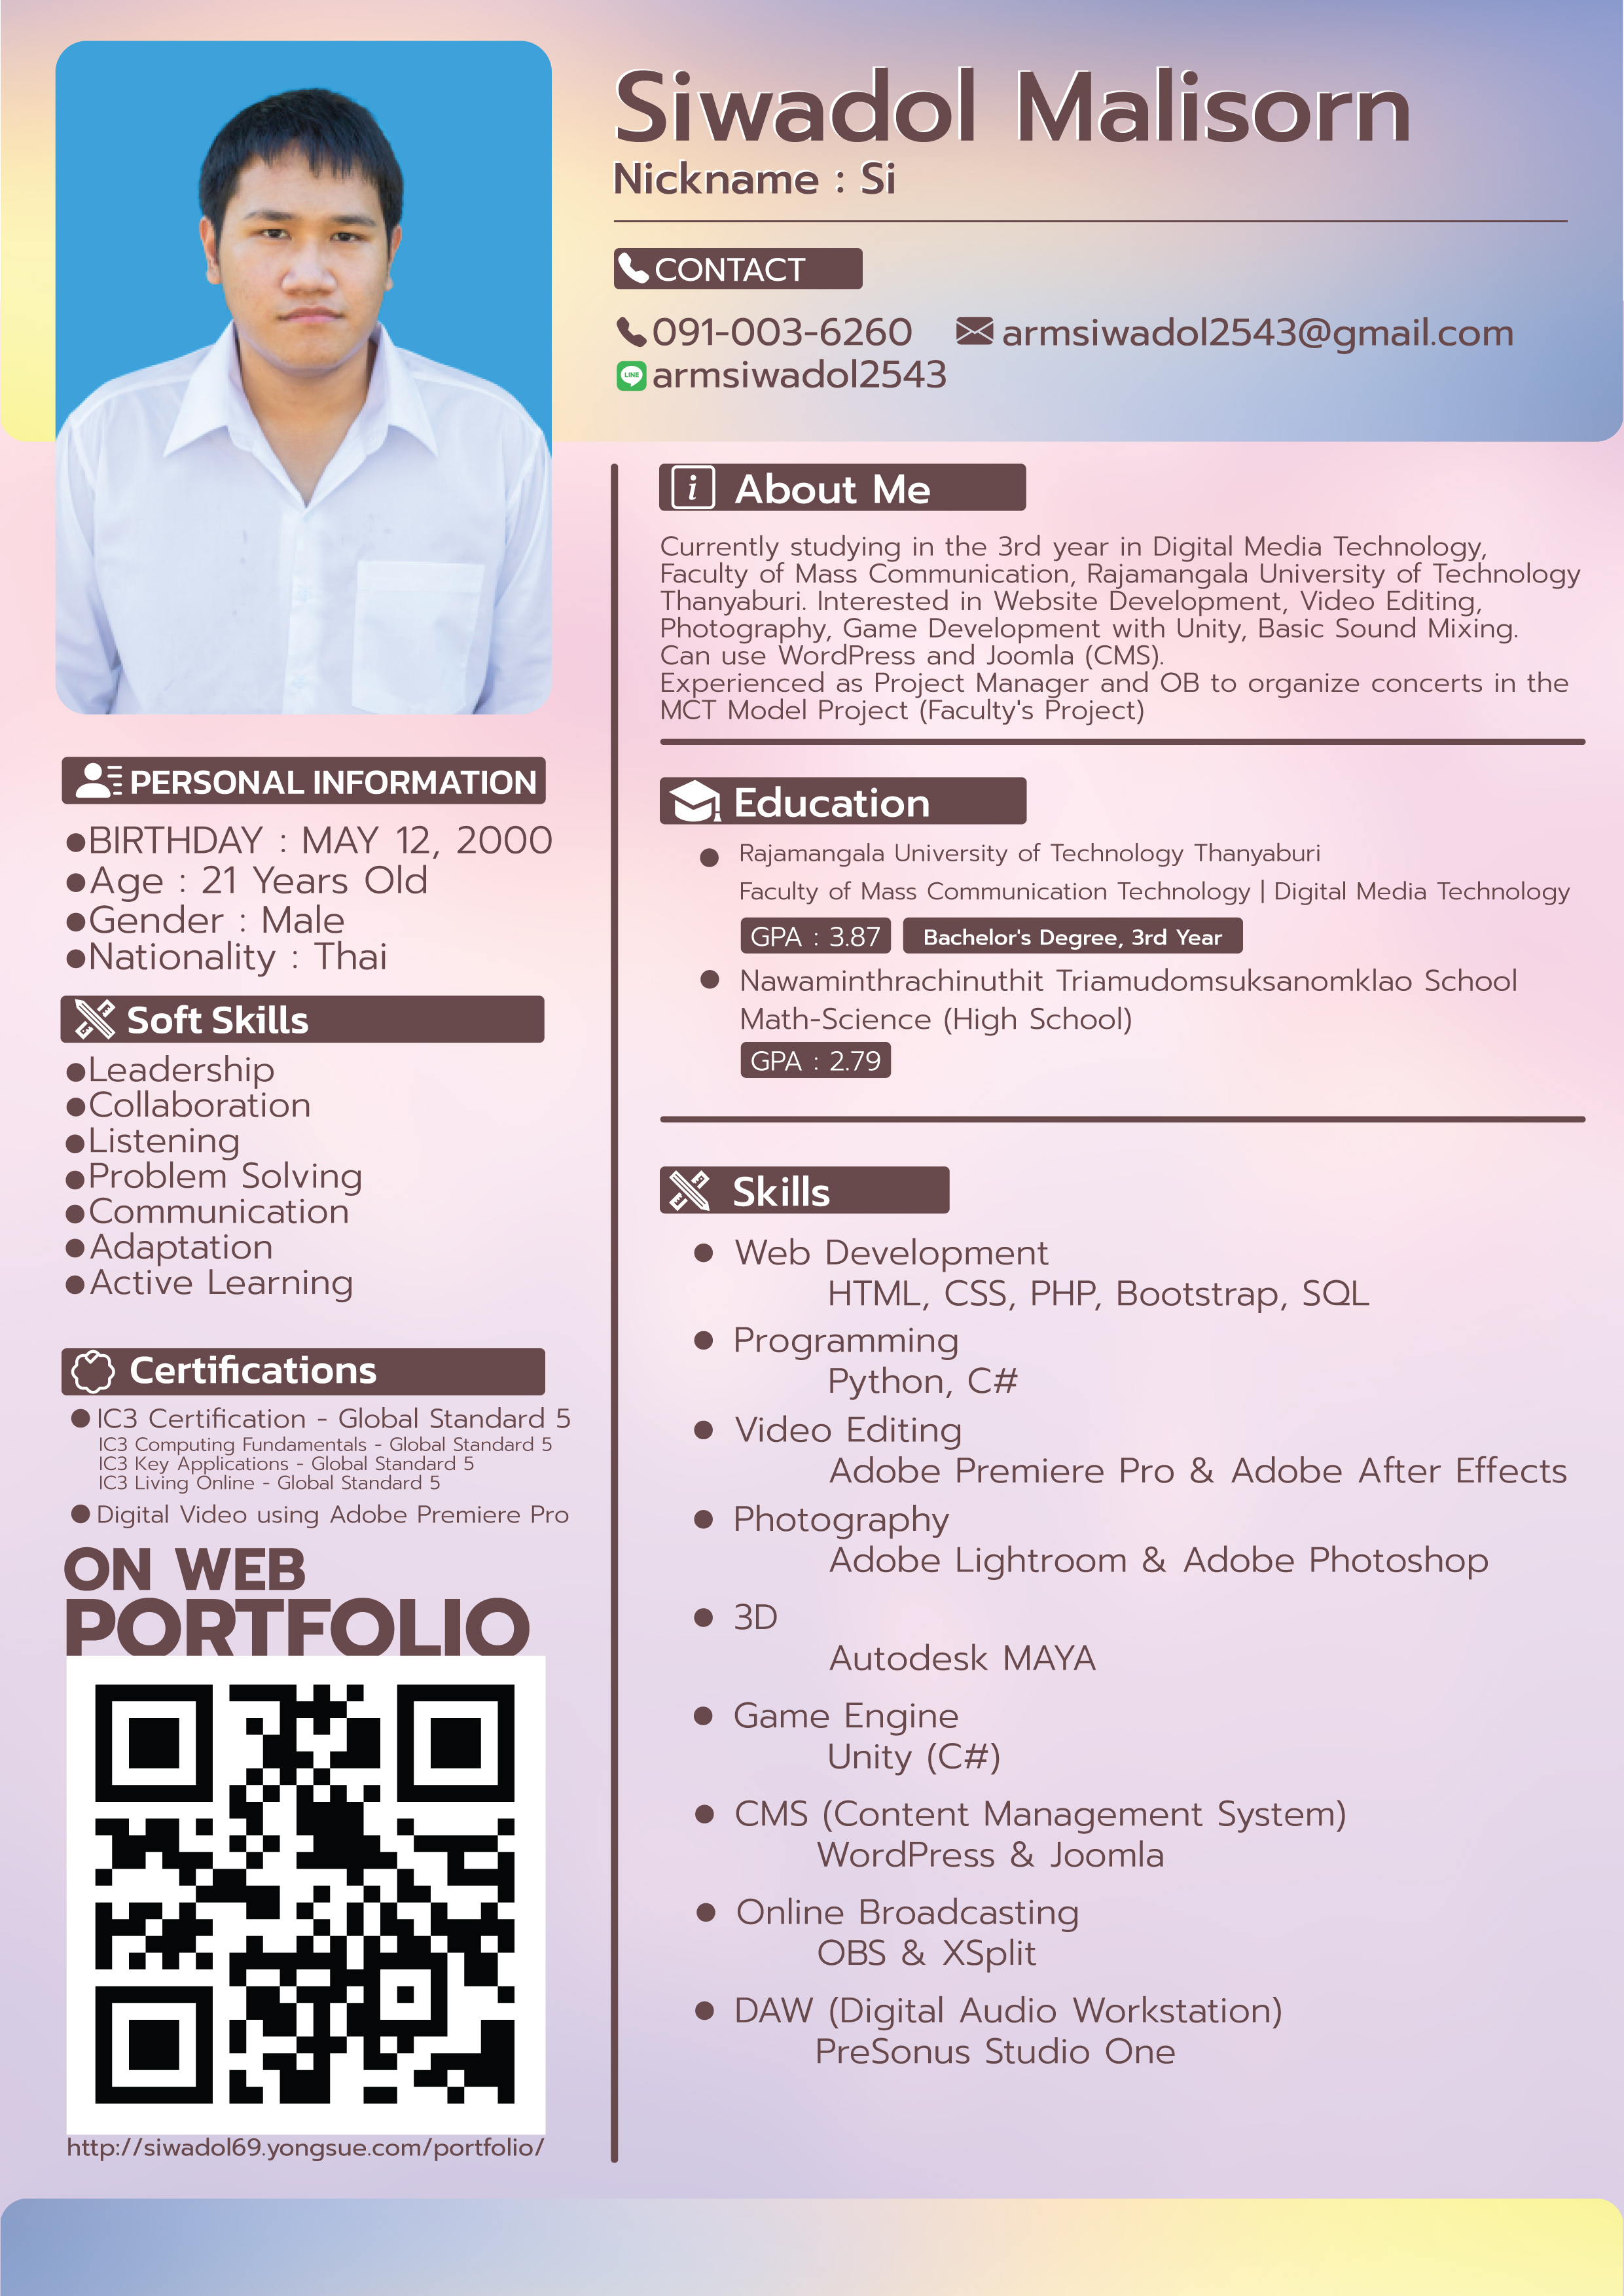 Siwadol Malisorn
Nickname : Si
CONTACT
091-003-6260 armsiwadol2543@gmail.com
LINE armsiwadol2543
PERSONAL INFORMATION
BIRTHDAY : MAY 12, 2000
Age : 21 Years Old
Gender : Male
Nationality : Thai
Soft Skills
Leadership
Collaboration
Listening
Problem Solving
Communication
Adaptation
Active Learning
Certifications
IC3 Certification - Global Standard 5
IC3 Computing Fundamentals - Global Standard 5
IC3 Key Applications - Global Standard 5
IC3 Living Online - Global Standard 5
Digital Video using Adobe Premiere Pro
ON WEB
PORTFOLIO
http://siwadol69.yongsue.com/portfolio/
i About Me
Currently studying in the 3rd year in Digital Media Technology,
Faculty of Mass Communication, Rajamangala University of Technology
Thanyaburi. Interested in Website Development, Video Editing,
Photography, Game Development with Unity, Basic Sound Mixing.
Can use WordPress and Joomla (CMS).
Experienced as Project Manager and OB to organize concerts in the
MCT Model Project (Faculty's Project)
Education
Rajamangala University of Technology Thanyaburi
Faculty of Mass Communication Technology | Digital Media Technology
GPA : 3.87 Bachelor's Degree, 3rd Year
Nawaminthrachinuthit Triamudomsuksanomklao School
Math-Science (High School)
GPA : 2.79
Skills
Web Development
HTML, CSS, PHP, Bootstrap, SQL
Programming
Python, C#
Video Editing
Adobe Premiere Pro & Adobe After Effects
Photography
Adobe Lightroom & Adobe Photoshop
3D
Autodesk MAYA
Game Engine
Unity (C#)
CMS (Content Management System)
WordPress & Joomla
Online Broadcasting
OBS & XSplit
DAW (Digital Audio Workstation)
PreSonus Studio One